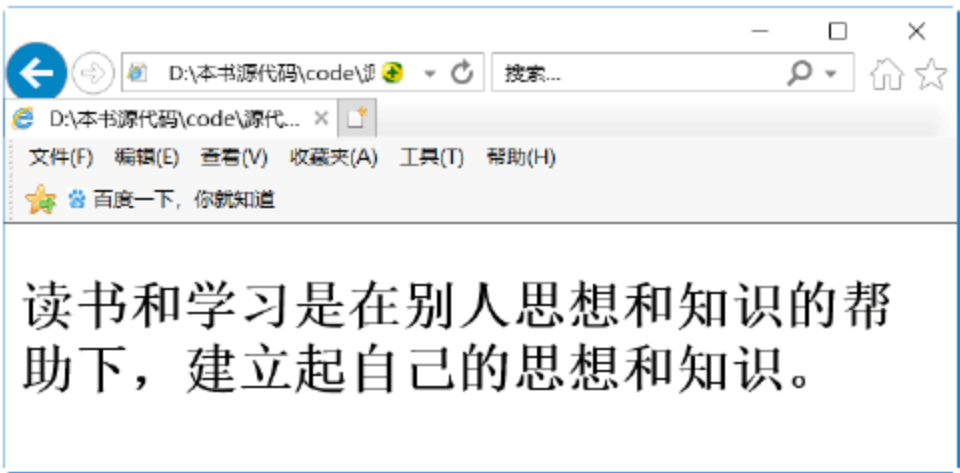 D:\本书源代码\code\源
搜索...
D:\本书源代码\code\源代...
文件(F) 编辑(E) 查看(V) 收藏夹(A) 工具(T) 帮助(H)
百度一下，你就知道
读书和学习是在别人思想和知识的帮
助下，建立起自己的思想和知识。